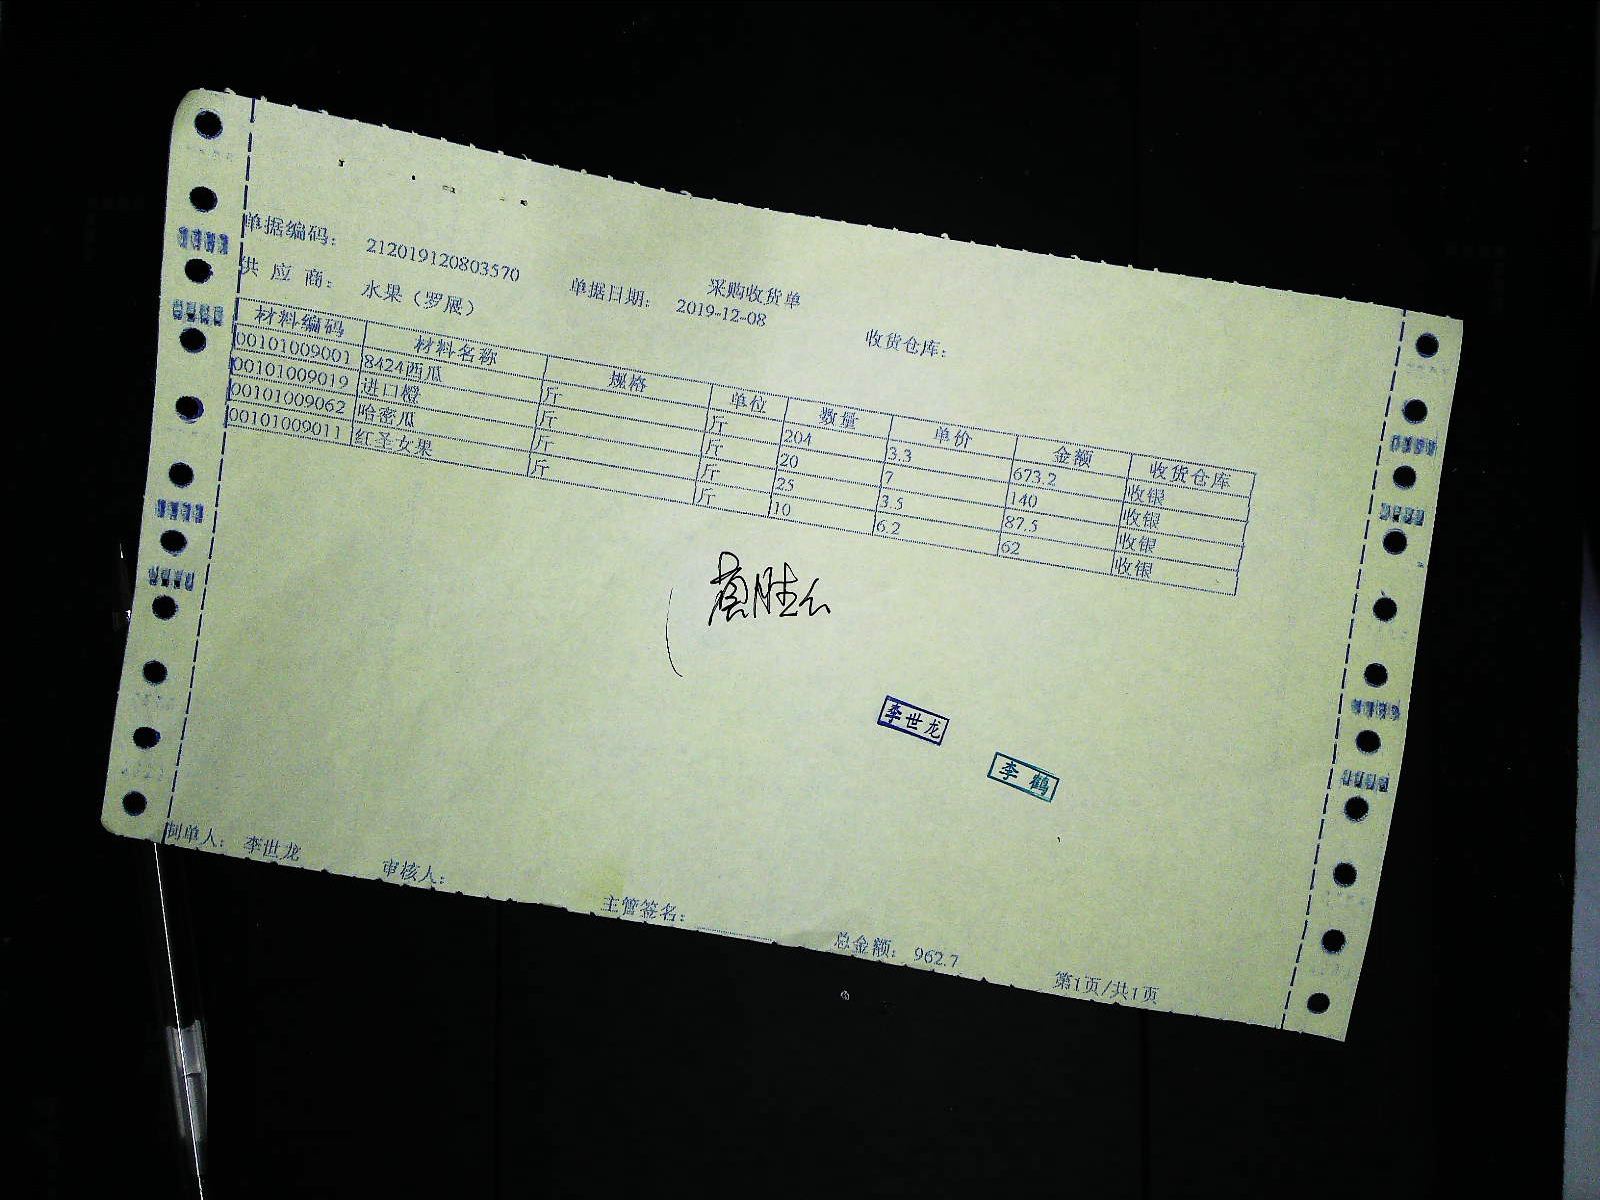 采购收货单
单据编码： 212019120803570 单据日期： 2019-12-08 收货仓库：
供 应 商： 水果（罗展）
材料编码 材料名称 规格 单位 数量 单价 金额 收货仓库
00101009001 8424西瓜 斤 斤 204 3.3 673.2 收银
00101009019 进口橙 斤 斤 20 7 140 收银
00101009062 哈密瓜 斤 斤 25 3.5 87.5 收银
00101009011 红圣女果 斤 斤 10 6.2 62 收银
李世龙
李鹤
制单人： 李世龙 审核人： 主管签名： 总金额： 962.7 第1页/共1页